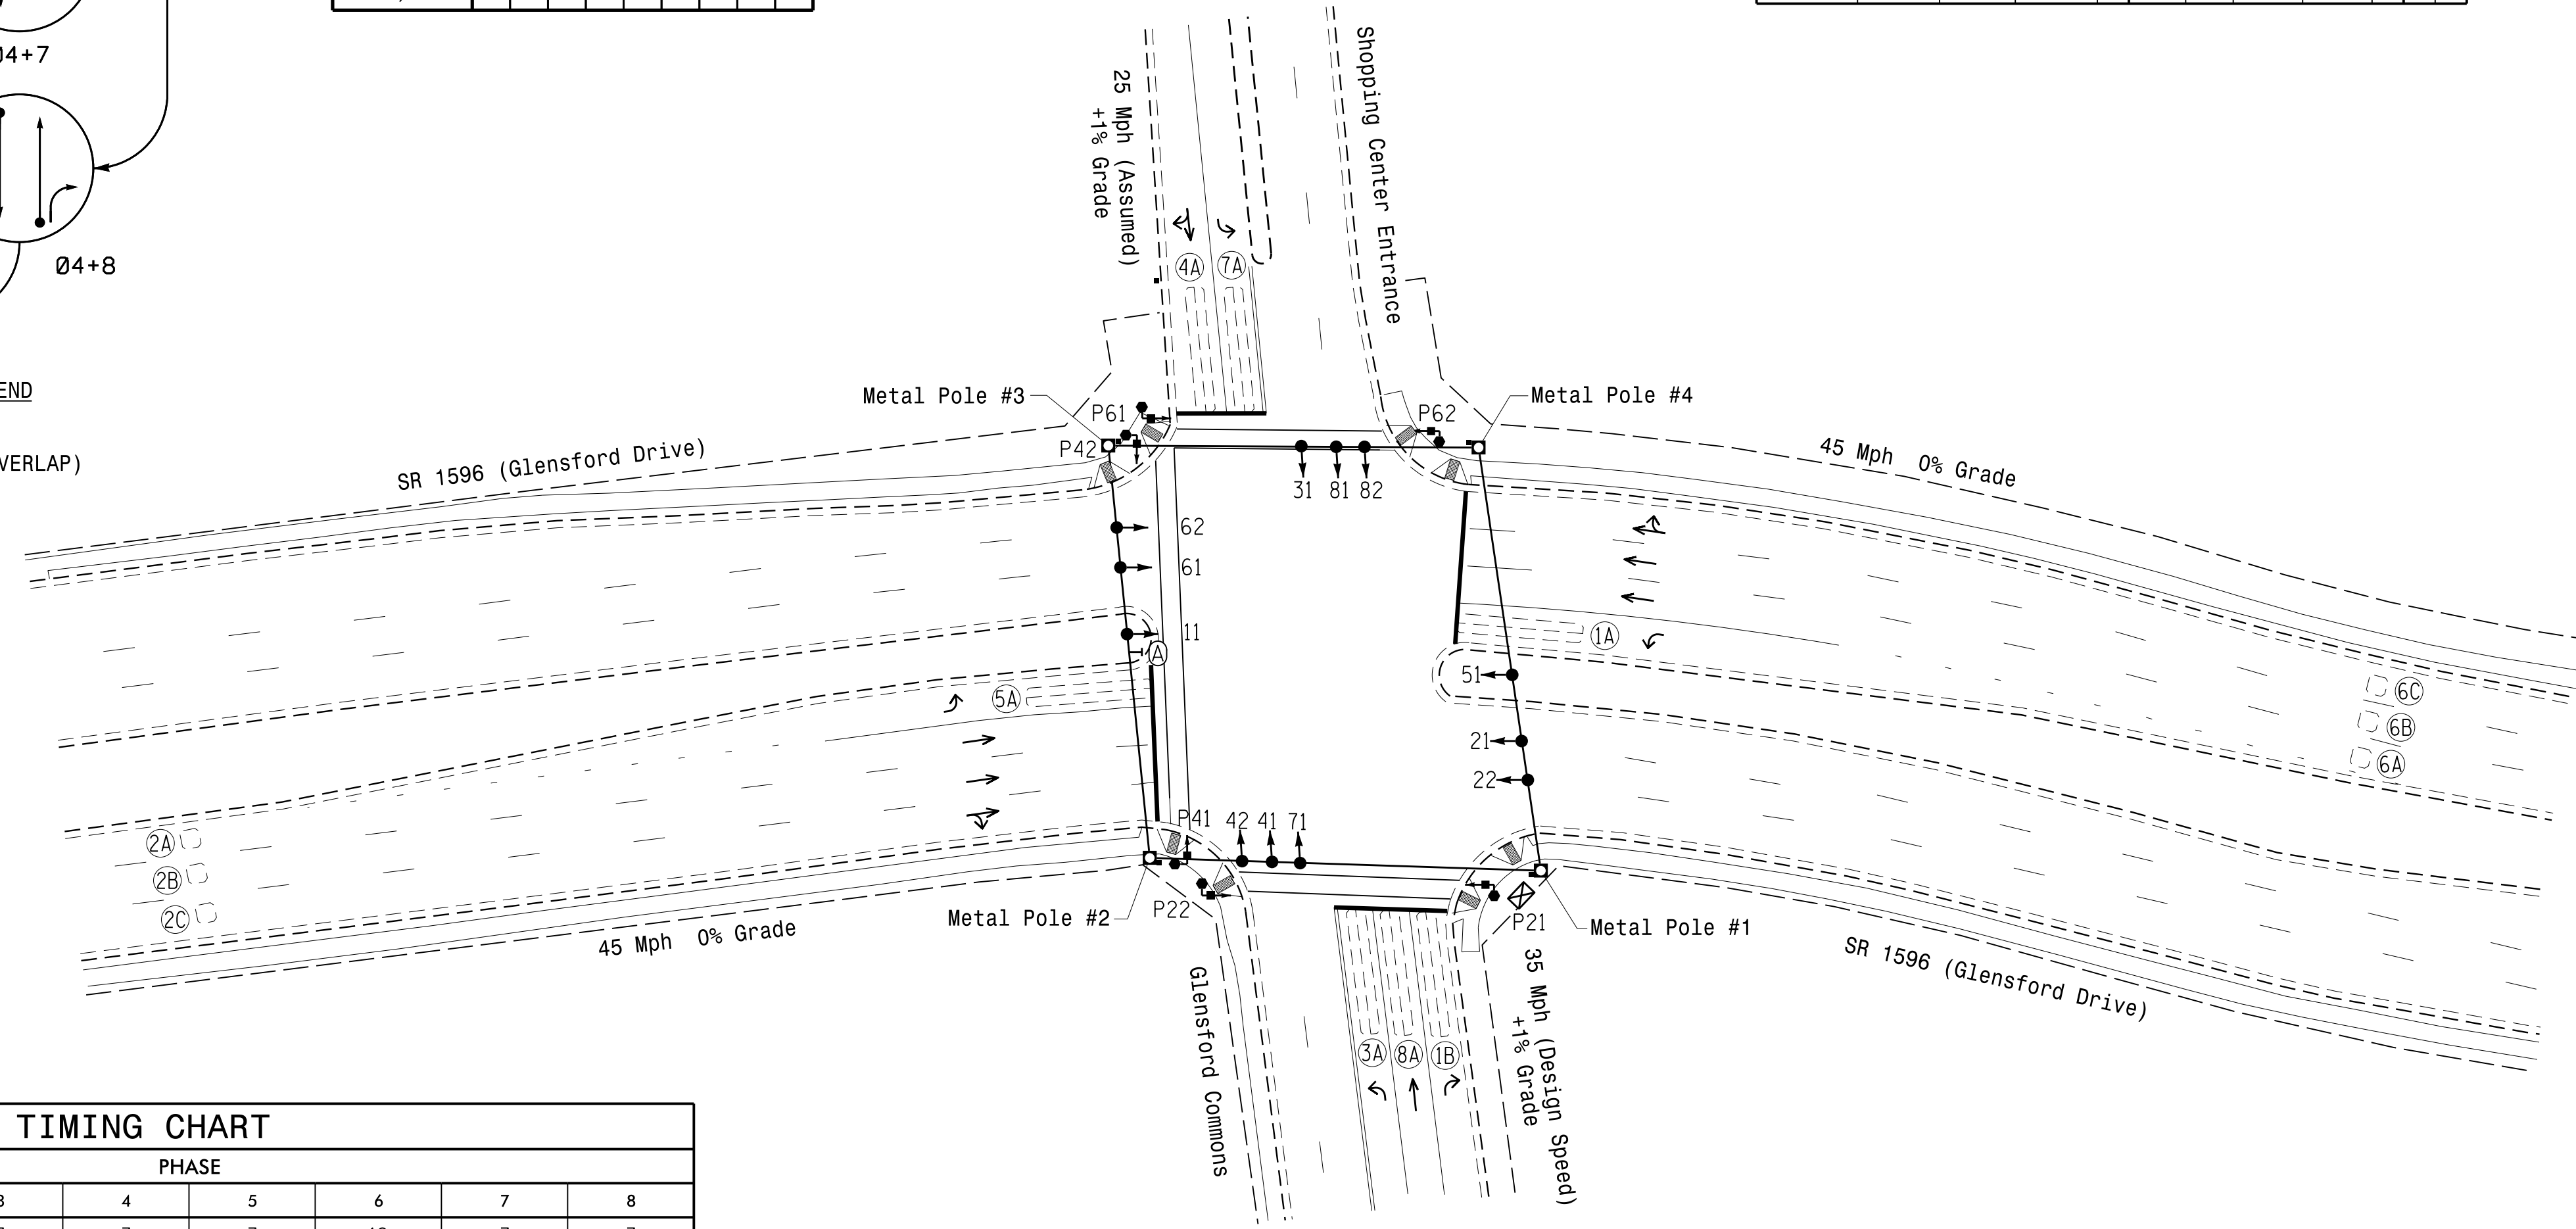 Ø4+7
Ø4+8
VERLAP)
25 Mph (Assumed)
+1% Grade
Shopping Center Entrance
4A
7A
Metal Pole #3
Metal Pole #4
P61
P62
P42
SR 1596 (Glensford Drive)
45 Mph 0% Grade
31
81
82
62
61
11
A
1A
5A
51
21
22
6C
6B
6A
2A
2B
2C
P41
42
41
71
P22
P21
Metal Pole #2
Metal Pole #1
45 Mph 0% Grade
SR 1596 (Glensford Drive)
Glensford Commons
35 Mph (Design Speed)
+1% Grade
3A
8A
1B
TIMING CHART
PHASE
4
5
6
7
8